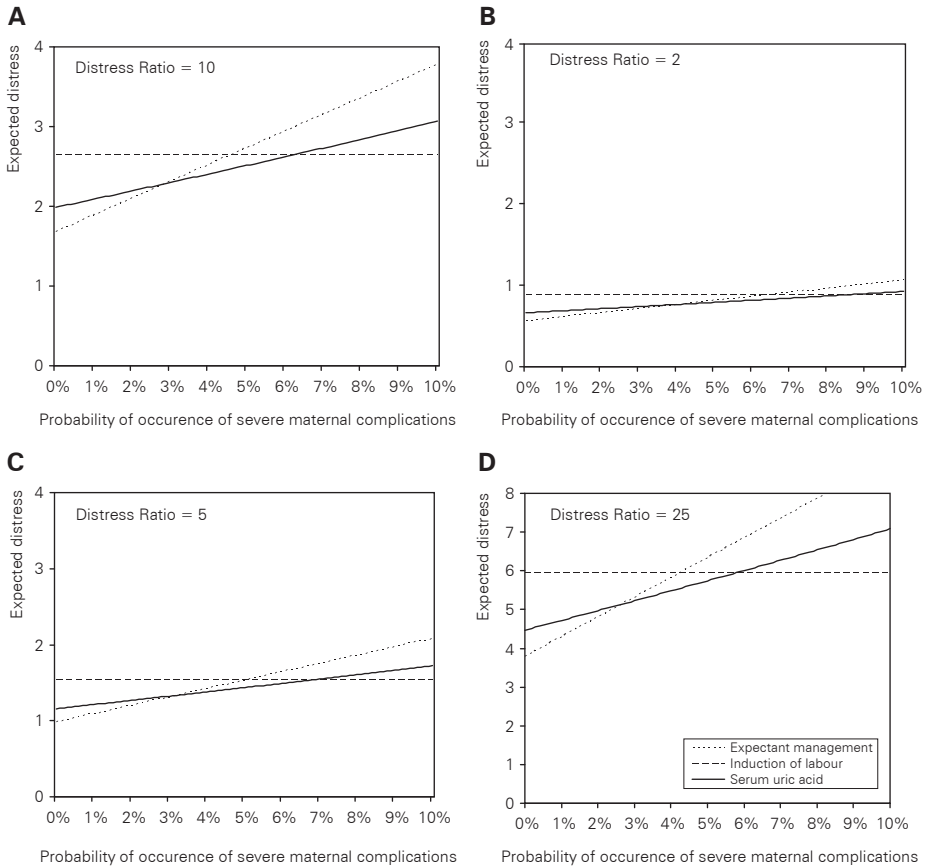 A
Expected distress
Distress Ratio = 10
4
3
2
1
0
0% 1% 2% 3% 4% 5% 6% 7% 8% 9% 10%
Probability of occurence of severe maternal complications
B
Expected distress
Distress Ratio = 2
4
3
2
1
0
0% 1% 2% 3% 4% 5% 6% 7% 8% 9% 10%
Probability of occurence of severe maternal complications
C
Expected distress
Distress Ratio = 5
4
3
2
1
0
0% 1% 2% 3% 4% 5% 6% 7% 8% 9% 10%
Probability of occurence of severe maternal complications
D
Expected distress
Distress Ratio = 25
8
7
6
5
4
3
2
1
0
Expectant management
Induction of labour
Serum uric acid
0% 1% 2% 3% 4% 5% 6% 7% 8% 9% 10%
Probability of occurence of severe maternal complications